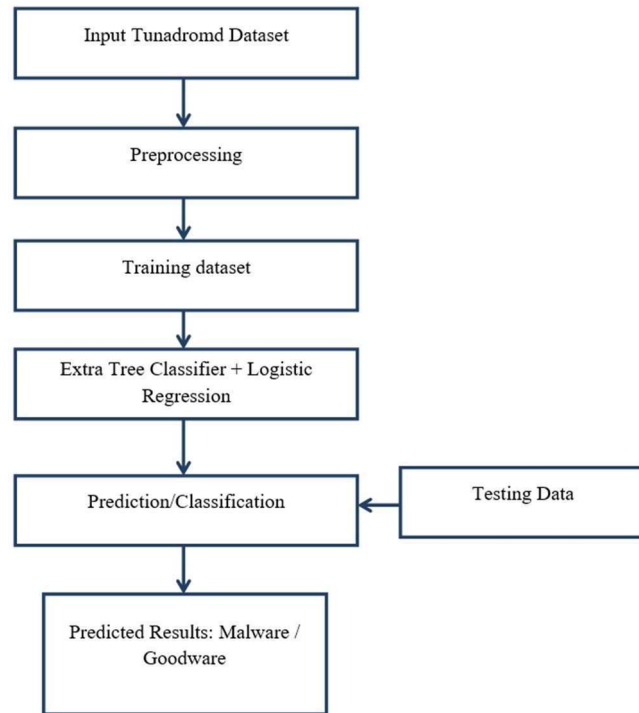 Input Tunadromd Dataset
Preprocessing
Training dataset
Extra Tree Classifier + Logistic
Regression
Prediction/Classification
Testing Data
Predicted Results: Malware /
Goodware